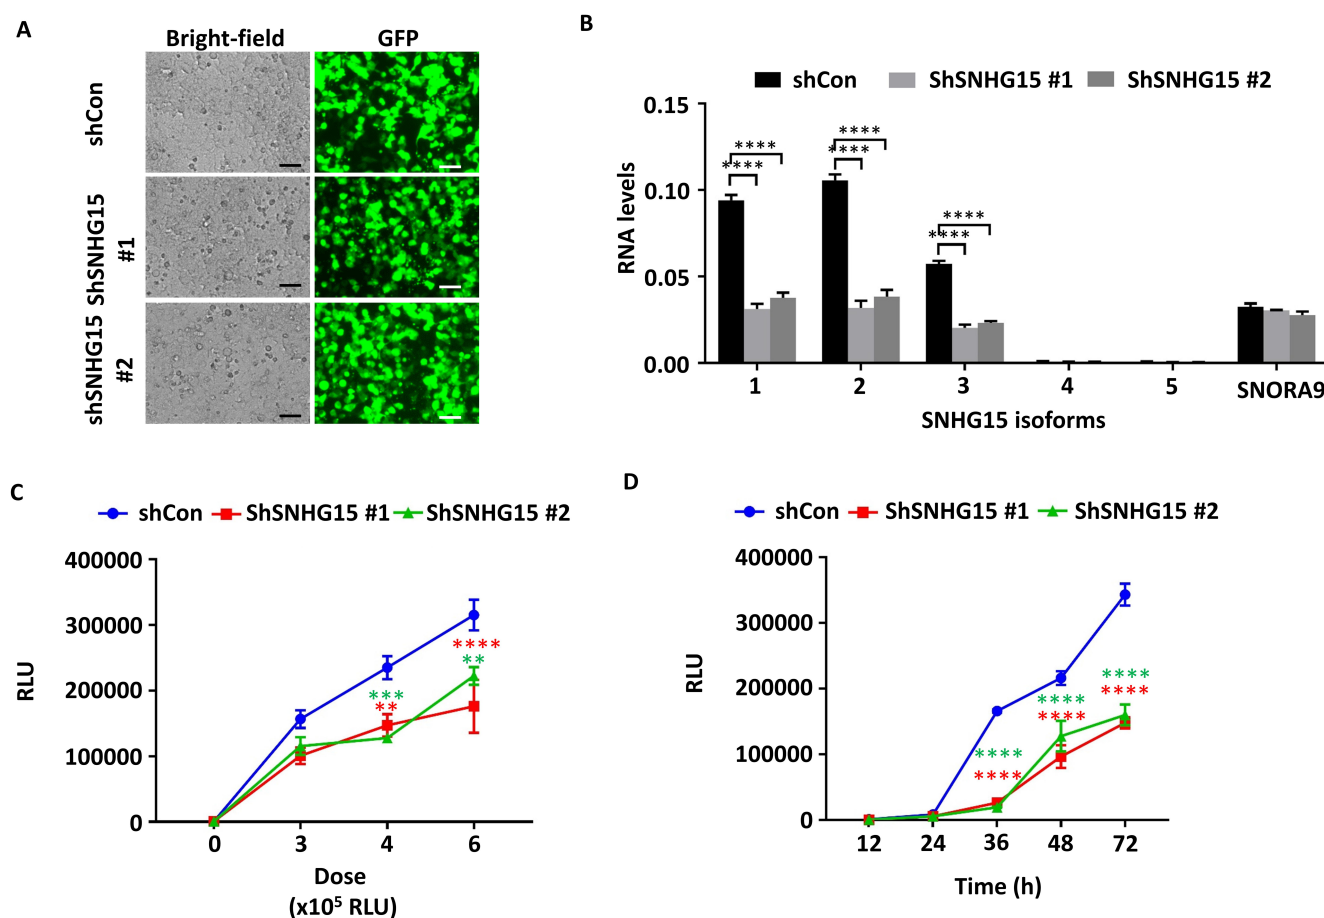 A
Bright-field GFP
shCon
ShSNHG15
#1
shSNHG15
#2
B
shCon ShSNHG15 #1 ShSNHG15 #2
RNA levels
0.15
0.10
0.05
0.00
**** ****
**** ****
**** ****
1 2 3 4 5 SNORA9
SNHG15 isoforms
C
shCon ShSNHG15 #1 ShSNHG15 #2
RLU
400000
300000
200000
100000
0
***
**
****
**
0 3 4 6
Dose
(x10⁵ RLU)
D
shCon ShSNHG15 #1 ShSNHG15 #2
RLU
400000
300000
200000
100000
0
****
****
****
****
****
****
12 24 36 48 72
Time (h)